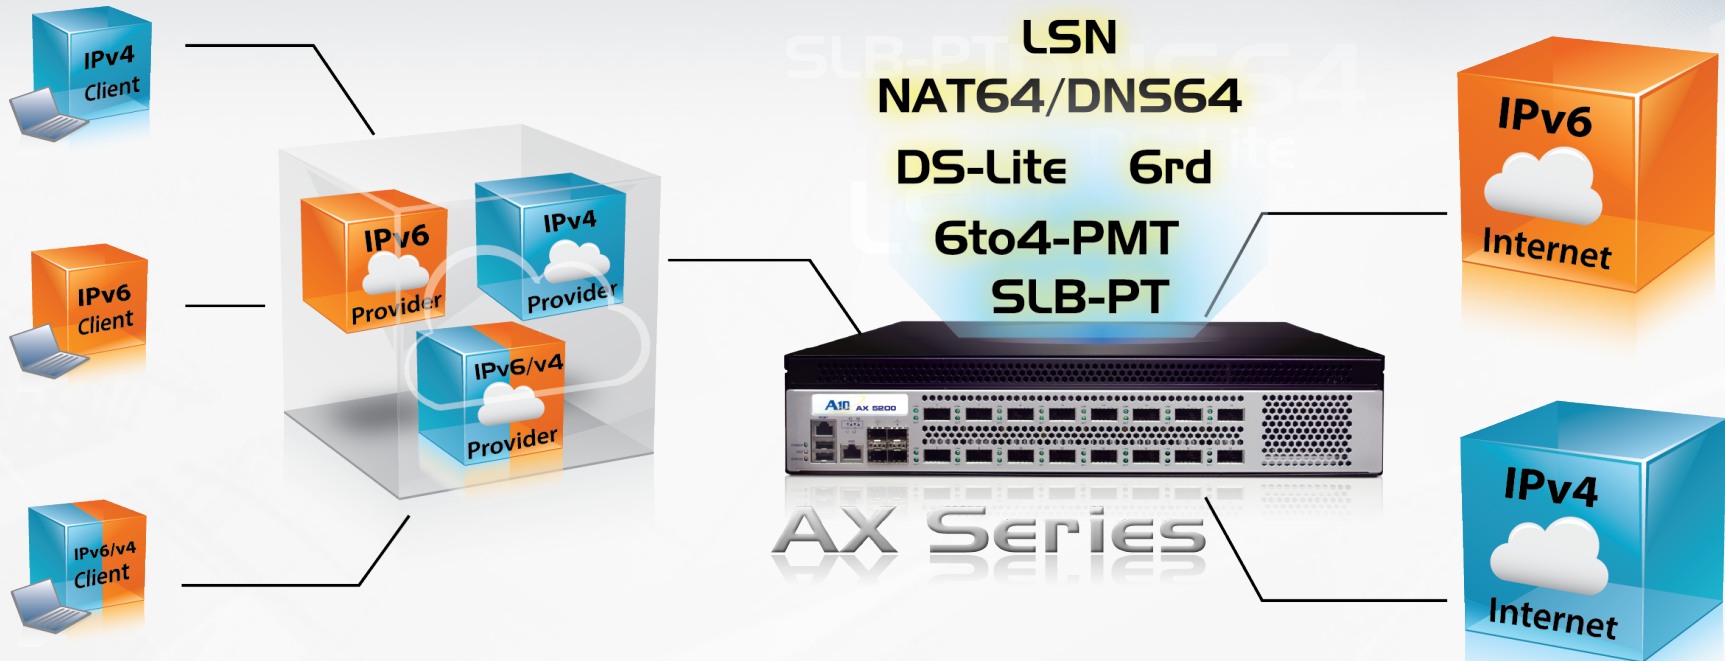 IPv4
Client
IPv6
Client
IPv6/v4
Client
IPv6
Provider
IPv4
Provider
IPv6/v4
Provider
LSN
NAT64/DNS64
DS-Lite 6rd
6to4-PMT
SLB-PT
A10 AX 5200
AX Series
IPv6
Internet
IPv4
Internet